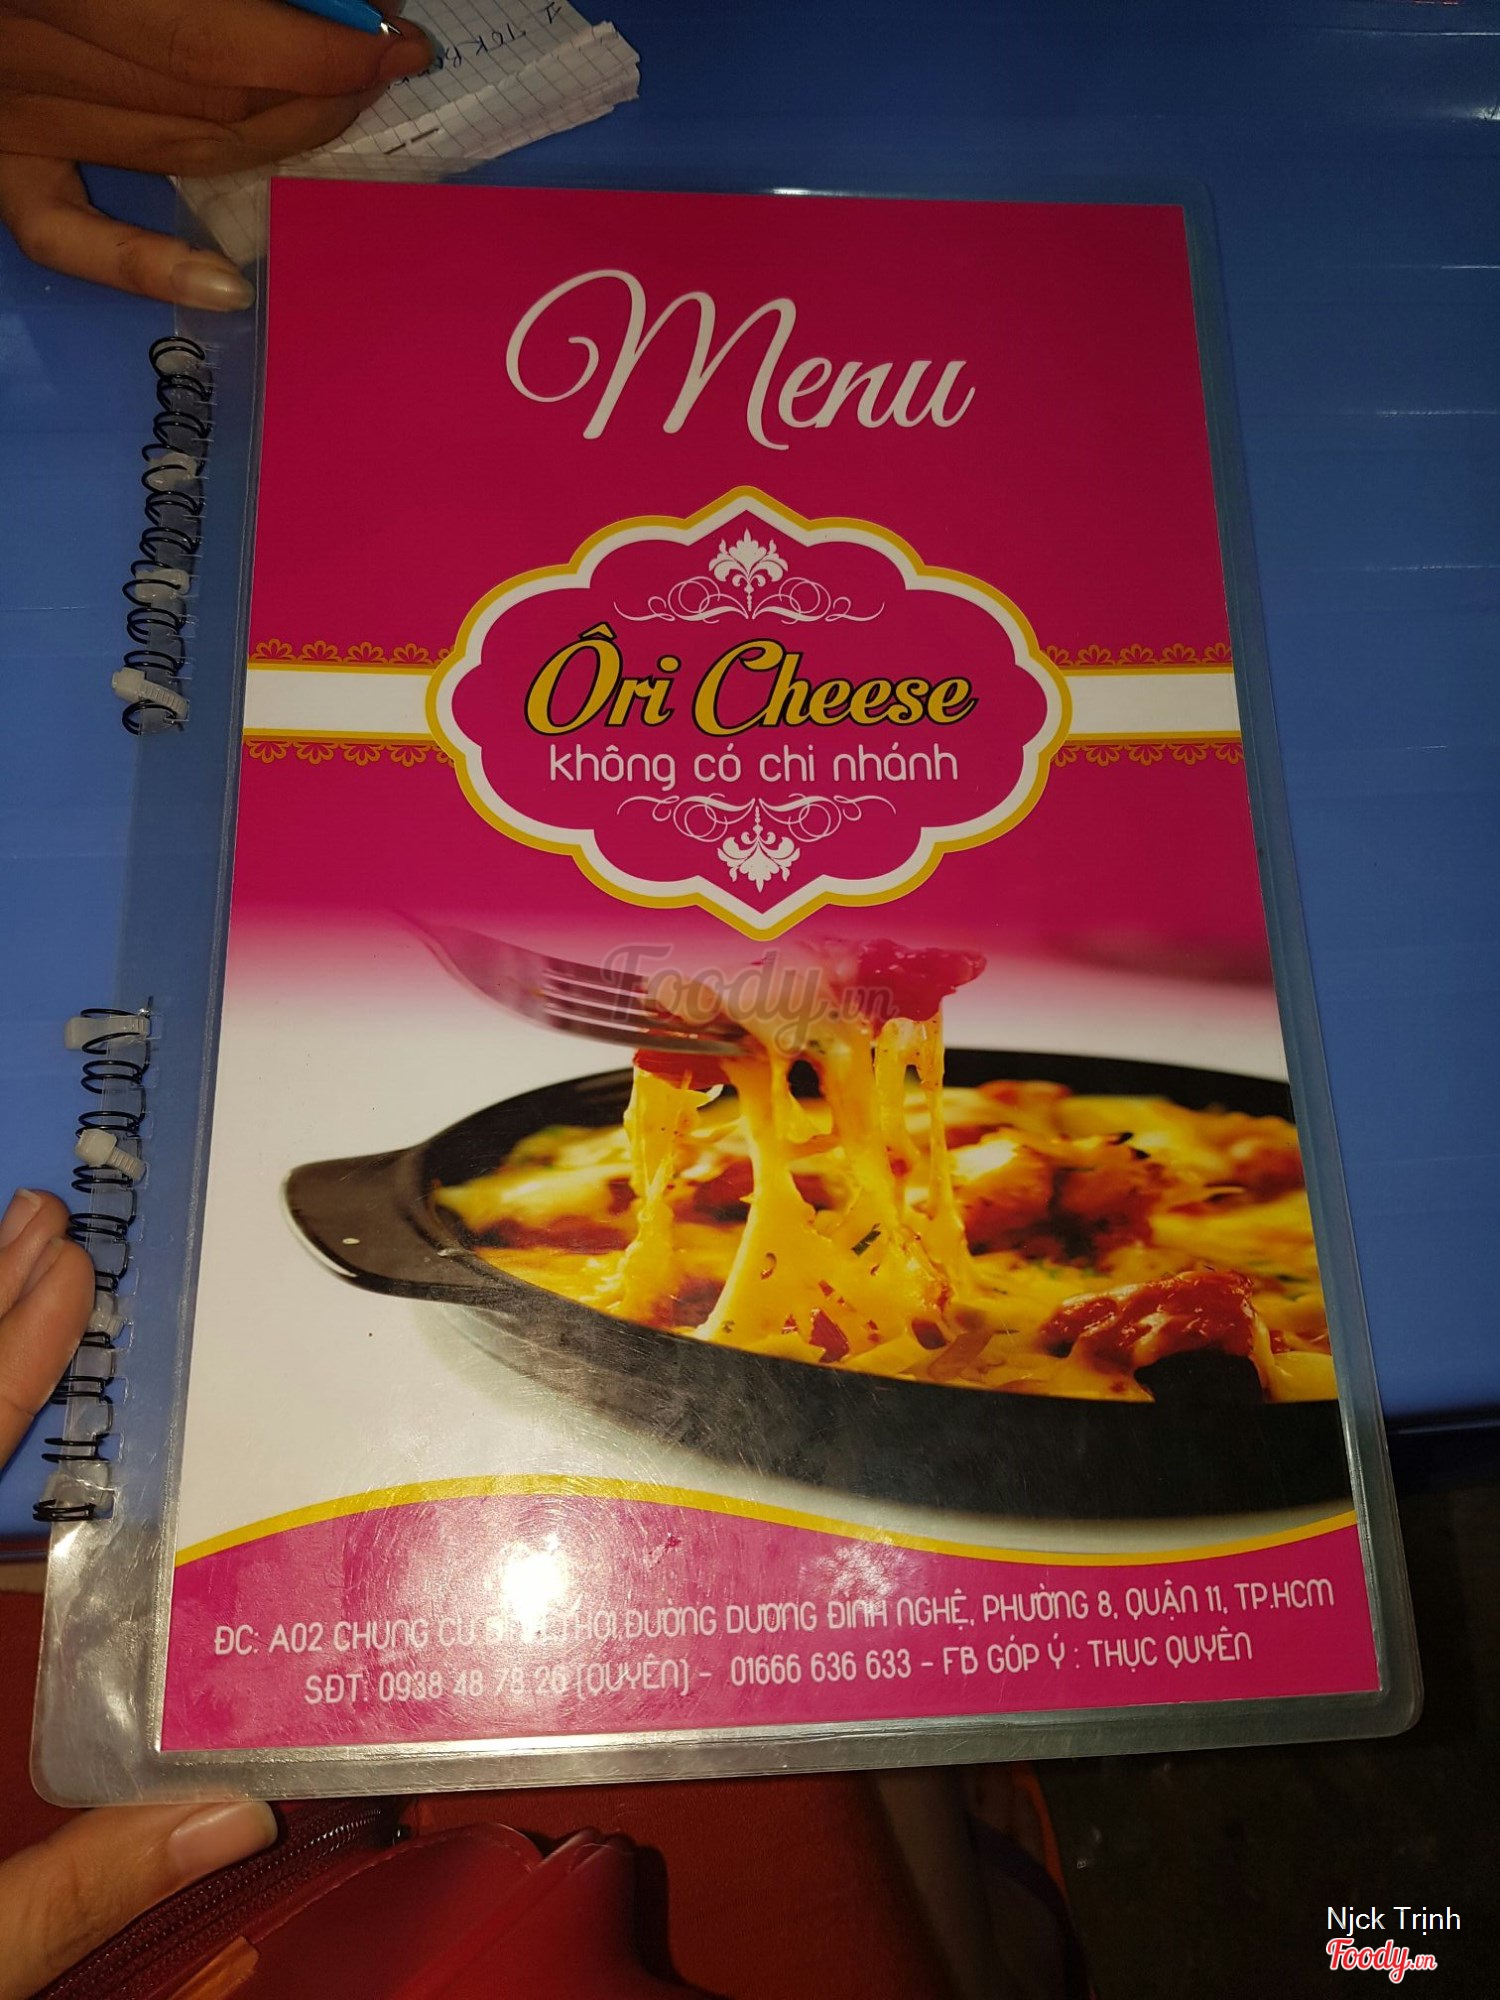 Menu
Ôri Cheese
không có chi nhánh
Foody.vn
ĐC: A02 CHUNG CƯ ĐƯỜNG DƯƠNG ĐÌNH NGHỆ, PHƯỜNG 8, QUẬN 11, TP.HCM
SĐT: 0938 48 78 26 (QUYÊN) - 01666 636 633 - FB GÓP Ý : THỤC QUYÊN
Njck Trịnh
Foody.vn